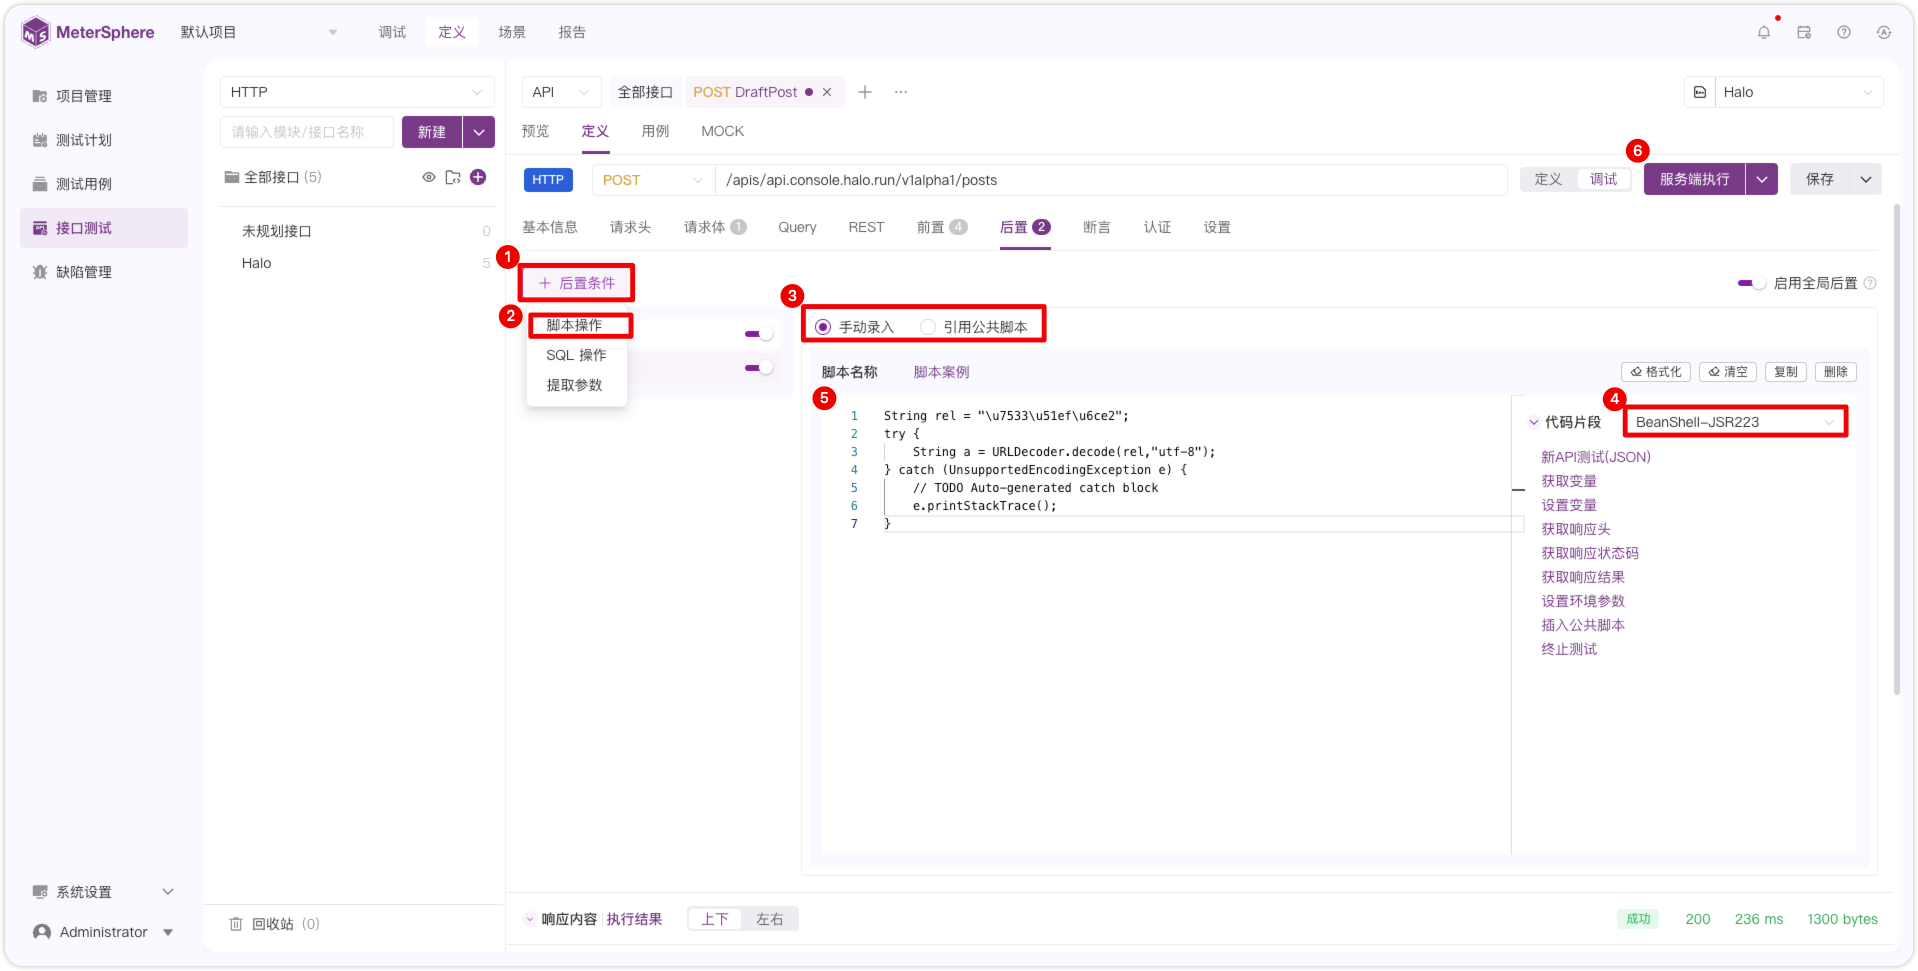 MeterSphere
默认项目
调试
定义
场景
报告
项目管理
测试计划
测试用例
接口测试
缺陷管理
系统设置
Administrator
HTTP
请输入模块/接口名称
新建
全部接口 (5)
未规划接口 0
Halo 5
回收站 (0)
API
全部接口
POST DraftPost
Halo
预览
定义
用例
MOCK
HTTP
POST
/apis/api.console.halo.run/v1alpha1/posts
定义
调试
6
服务端执行
保存
基本信息
请求头
请求体 1
Query
REST
前置 4
后置 2
断言
认证
设置
1
+ 后置条件
启用全局后置
2
脚本操作
SQL 操作
提取参数
3
手动录入
引用公共脚本
脚本名称
脚本案例
格式化
清空
复制
删除
5
1 String rel = "\u7533\u51ef\u6ce2";
2 try {
3 String a = URLDecoder.decode(rel,"utf-8");
4 } catch (UnsupportedEncodingException e) {
5 // TODO Auto-generated catch block
6 e.printStackTrace();
7 }
4
代码片段
BeanShell-JSR223
新API测试(JSON)
获取变量
设置变量
获取响应头
获取响应状态码
获取响应结果
设置环境参数
插入公共脚本
终止测试
响应内容
执行结果
上下
左右
成功
200
236 ms
1300 bytes